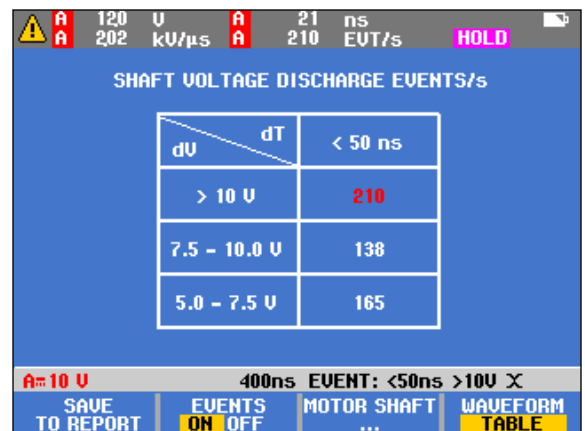 A 120 V A 21 ns
A 202 kV/µs A 210 EVT/s HOLD
SHAFT VOLTAGE DISCHARGE EVENTS/s
dV dT < 50 ns
> 10 V 210
7.5 - 10.0 V 138
5.0 - 7.5 V 165
A 10 V 400ns EVENT: <50ns >10V
SAVE EVENTS MOTOR SHAFT WAVEFORM
TO REPORT ON OFF ... TABLE